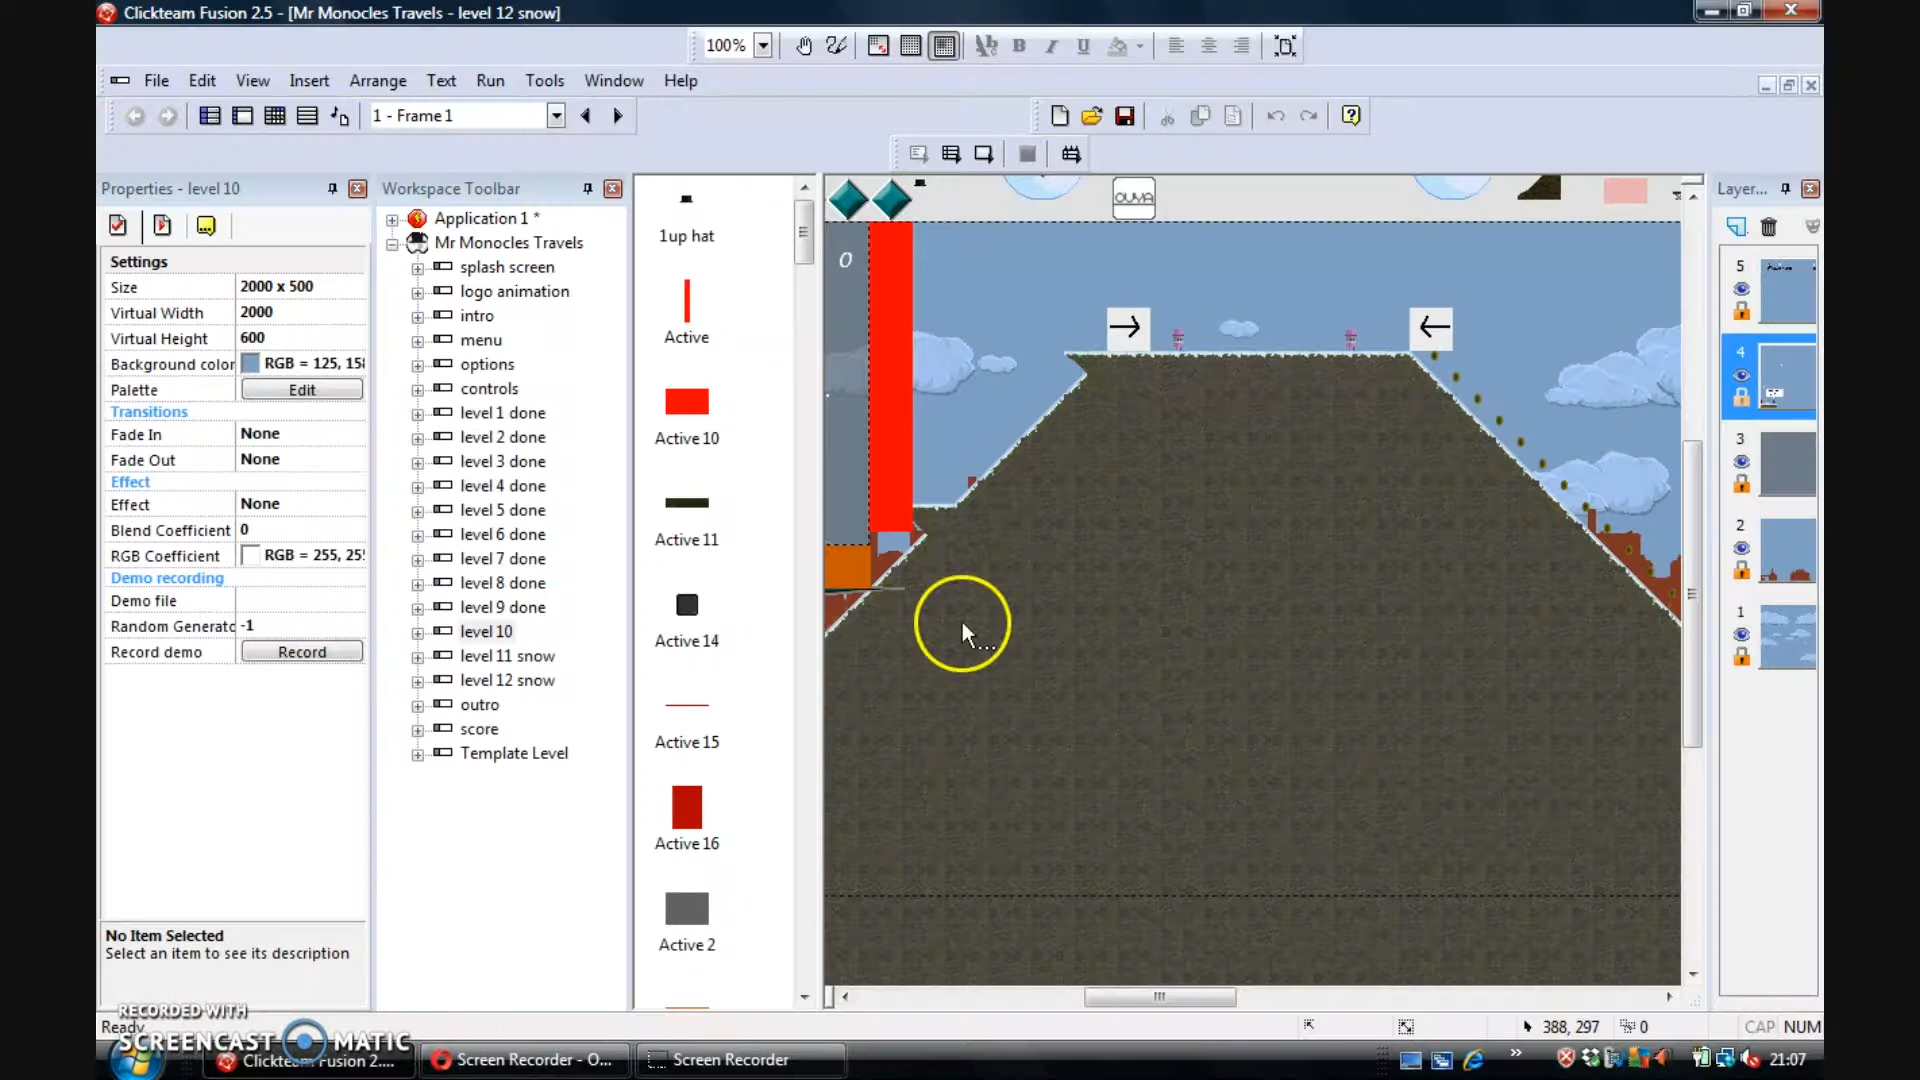 Clickteam Fusion 2.5 - [Mr Monocles Travels - level 12 snow]
100%
File Edit View Insert Arrange Text Run Tools Window Help
1 - Frame 1
Properties - level 10
Workspace Toolbar
Layer...
Settings
Size 2000 x 500
Virtual Width 2000
Virtual Height 600
Background color RGB = 125, 15
Palette Edit
Transitions
Fade In None
Fade Out None
Effect
Effect None
Blend Coefficient 0
RGB Coefficient RGB = 255, 25
Demo recording
Demo file
Random Generato -1
Record demo Record
No Item Selected
Select an item to see its description
Application 1 *
Mr Monocles Travels
splash screen
logo animation
intro
menu
options
controls
level 1 done
level 2 done
level 3 done
level 4 done
level 5 done
level 6 done
level 7 done
level 8 done
level 9 done
level 10
level 11 snow
level 12 snow
outro
score
Template Level
1up hat
Active
Active 10
Active 11
Active 14
Active 15
Active 16
Active 2
OUYA
0
5
4
3
2
1
RECORDED WITH
SCREENCAST MATIC
Ready
388, 297
0
CAP NUM
Clickteam Fusion 2....
Screen Recorder - O...
Screen Recorder
21:07